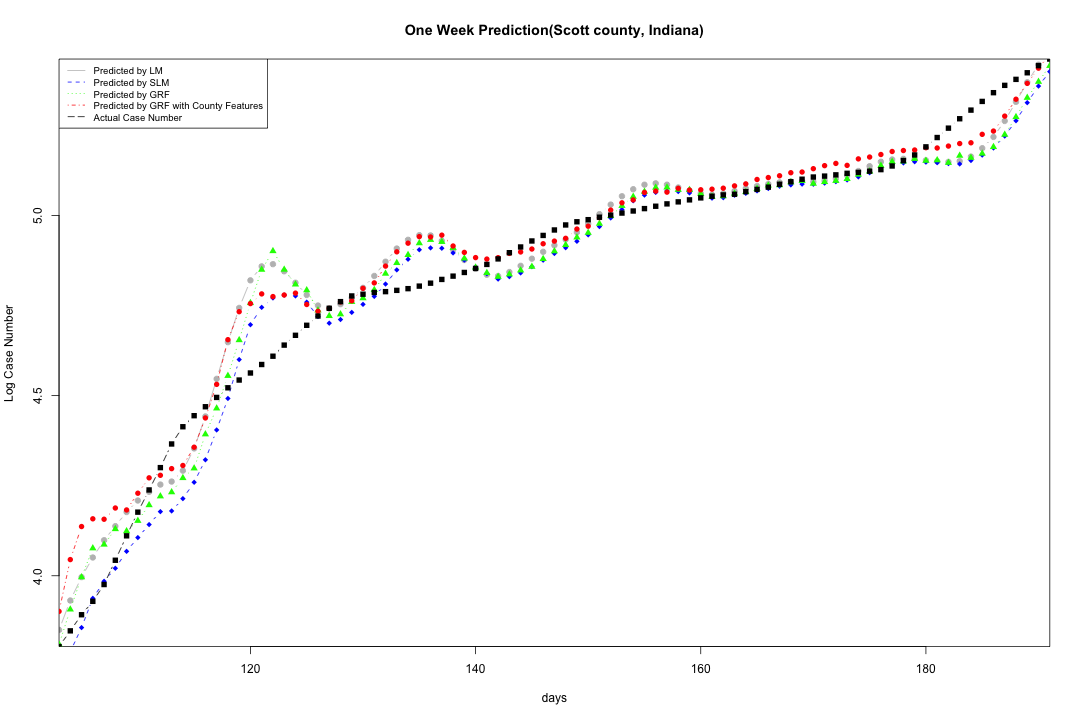 One Week Prediction(Scott county, Indiana)
Predicted by LM
Predicted by SLM
Predicted by GRF
Predicted by GRF with County Features
Actual Case Number
Log Case Number
5.0
4.5
4.0
120
140
160
180
days